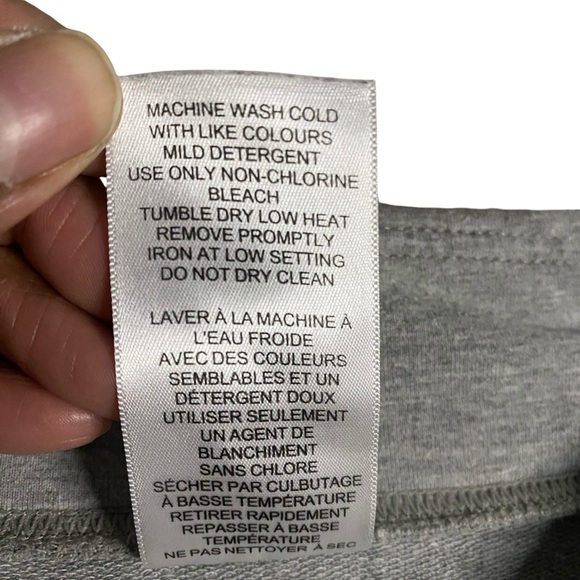 MACHINE WASH COLD
WITH LIKE COLOURS
MILD DETERGENT
USE ONLY NON-CHLORINE
BLEACH
TUMBLE DRY LOW HEAT
REMOVE PROMPTLY
IRON AT LOW SETTING
DO NOT DRY CLEAN
LAVER À LA MACHINE À
L'EAU FROIDE
AVEC DES COULEURS
SEMBLABLES ET UN
DÉTERGENT DOUX
UTILISER SEULEMENT
UN AGENT DE
BLANCHIMENT
SANS CHLORE
SÉCHER PAR CULBUTAGE
À BASSE TEMPÉRATURE
RETIRER RAPIDEMENT
REPASSER À BASSE
TEMPÉRATURE
NE PAS NETTOYER À SEC